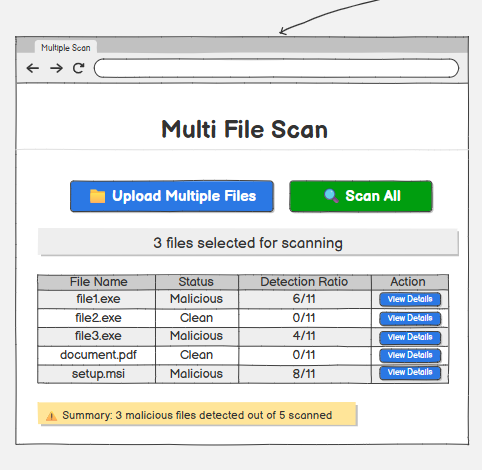 Multiple Scan
Multi File Scan
Upload Multiple Files
Scan All
3 files selected for scanning
File Name Status Detection Ratio Action
file1.exe Malicious 6/11 View Details
file2.exe Clean 0/11 View Details
file3.exe Malicious 4/11 View Details
document.pdf Clean 0/11 View Details
setup.msi Malicious 8/11 View Details
Summary: 3 malicious files detected out of 5 scanned